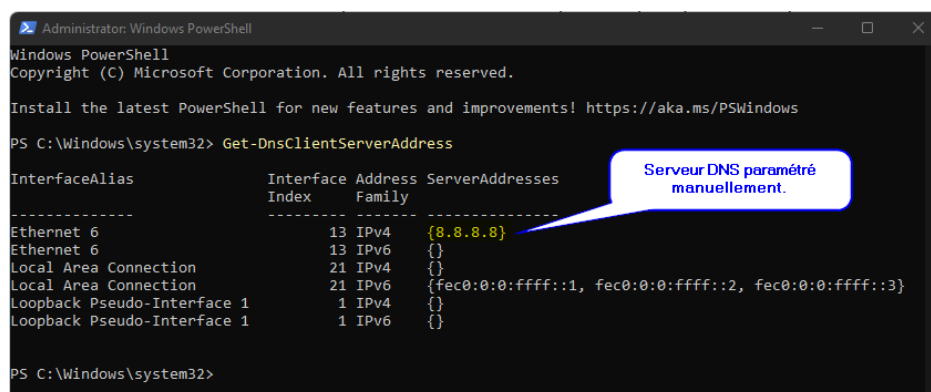 Administrator: Windows PowerShell
Windows PowerShell
Copyright (C) Microsoft Corporation. All rights reserved.
Install the latest PowerShell for new features and improvements! https://aka.ms/PSWindows
PS C:\Windows\system32> Get-DnsClientServerAddress
Serveur DNS paramétré
manuellement.
InterfaceAlias Interface Address ServerAddresses
Index Family
-------------- --------- ------- ---------------
Ethernet 6 13 IPv4 {8.8.8.8}
Ethernet 6 13 IPv6 {}
Local Area Connection 21 IPv4 {}
Local Area Connection 21 IPv6 {fec0:0:0:ffff::1, fec0:0:0:ffff::2, fec0:0:0:ffff::3}
Loopback Pseudo-Interface 1 1 IPv4 {}
Loopback Pseudo-Interface 1 1 IPv6 {}
PS C:\Windows\system32>